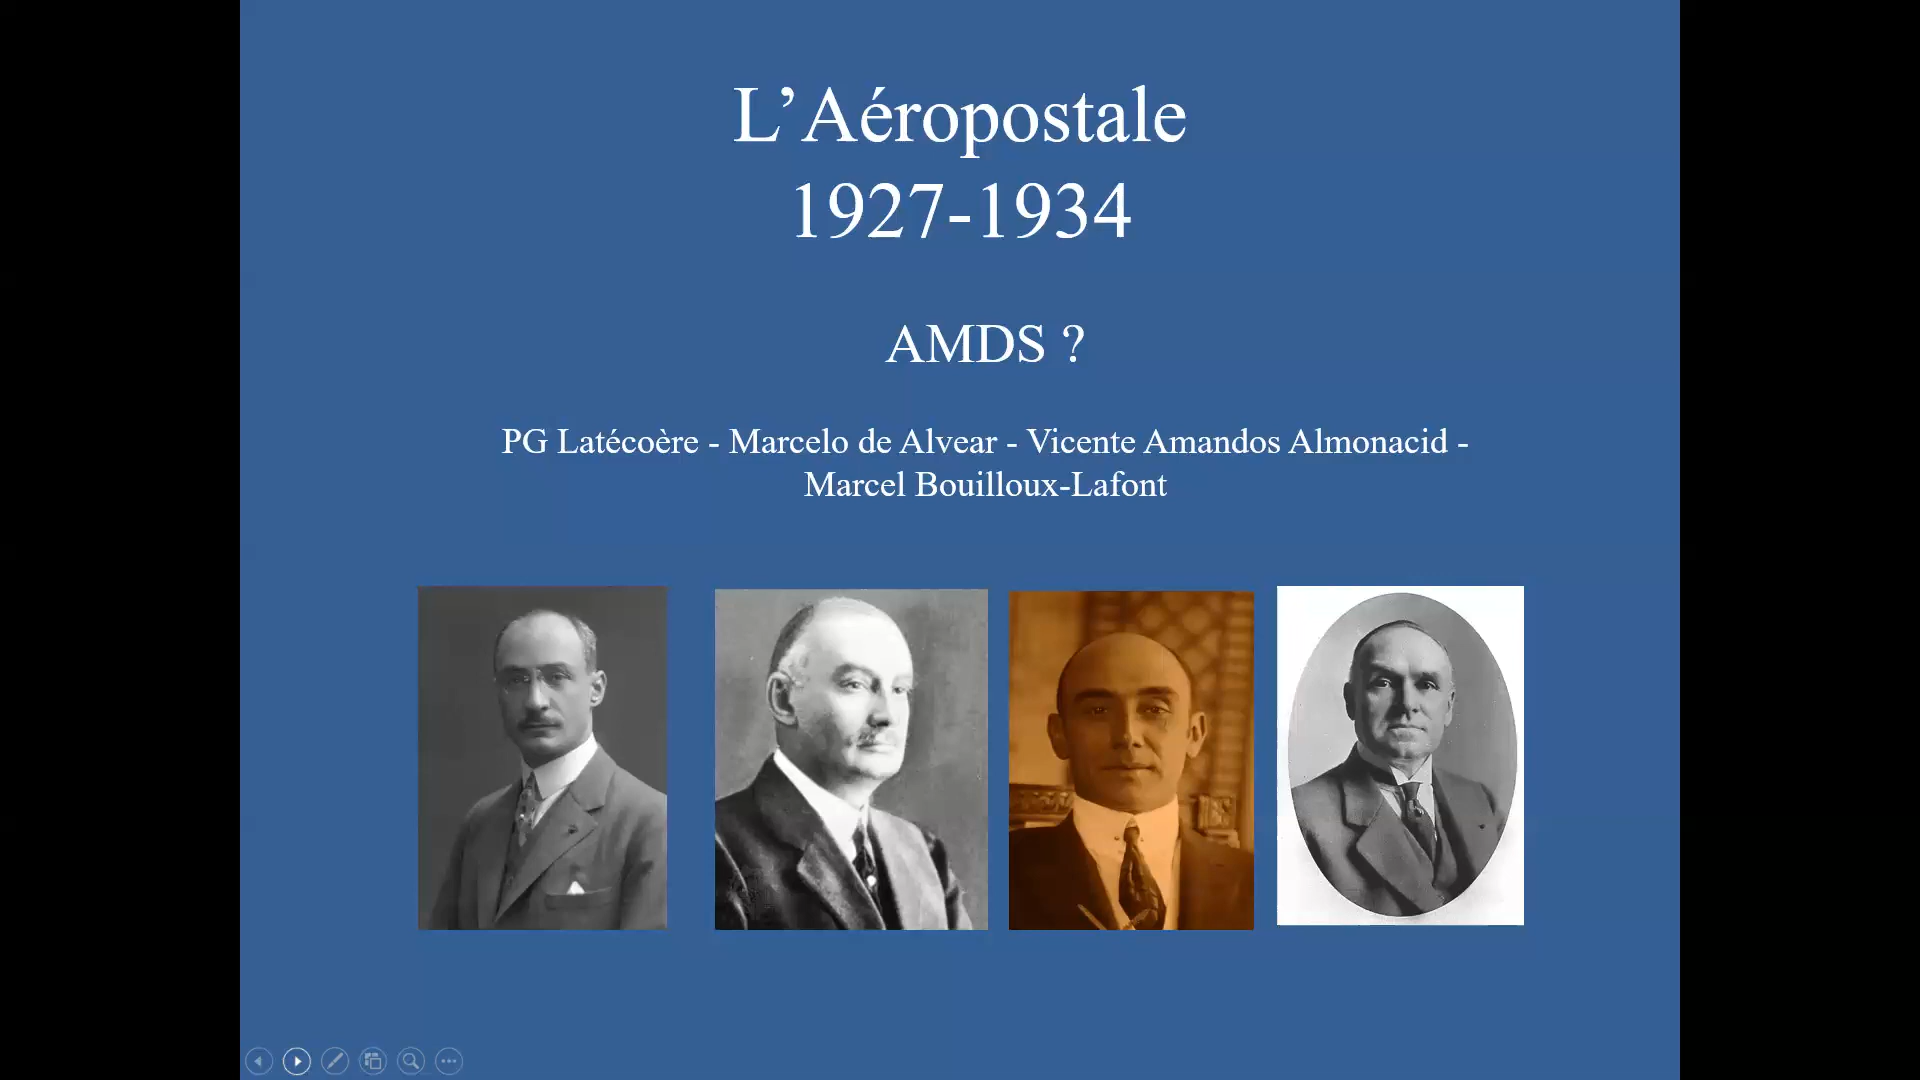 L’Aéropostale
1927-1934
AMDS ?
PG Latécoère - Marcelo de Alvear - Vicente Amandos Almonacid -
Marcel Bouilloux-Lafont